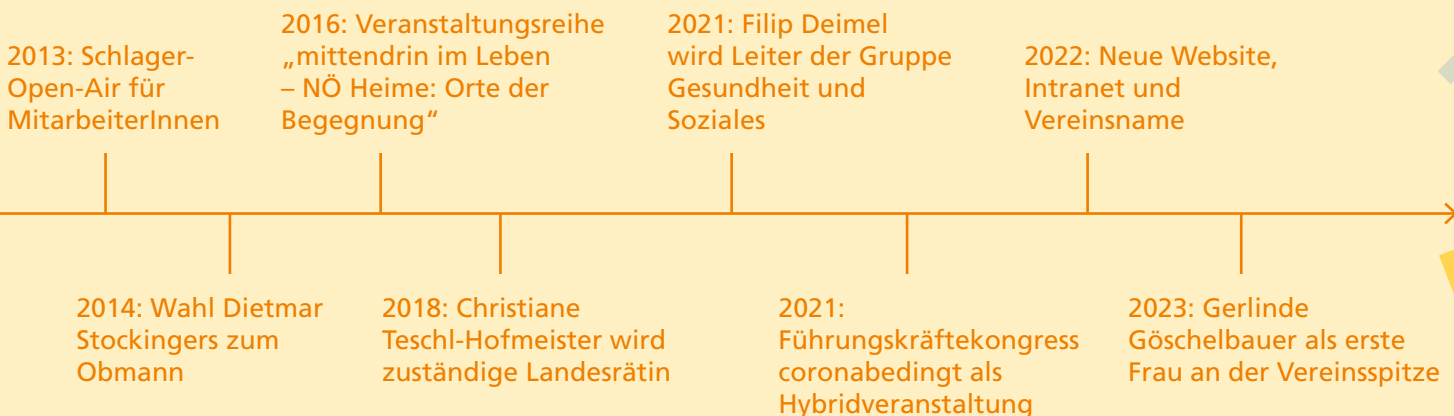 2013: Schlager-
Open-Air für
MitarbeiterInnen
2014: Wahl Dietmar
Stockingers zum
Obmann
2016: Veranstaltungsreihe
„mittendrin im Leben
– NÖ Heime: Orte der
Begegnung“
2018: Christiane
Teschl-Hofmeister wird
zuständige Landesrätin
2021: Filip Deimel
wird Leiter der Gruppe
Gesundheit und
Soziales
2021:
Führungskräftekongress
coronabedingt als
Hybridveranstaltung
2022: Neue Website,
Intranet und
Vereinsname
2023: Gerlinde
Göschelbauer als erste
Frau an der Vereinsspitze